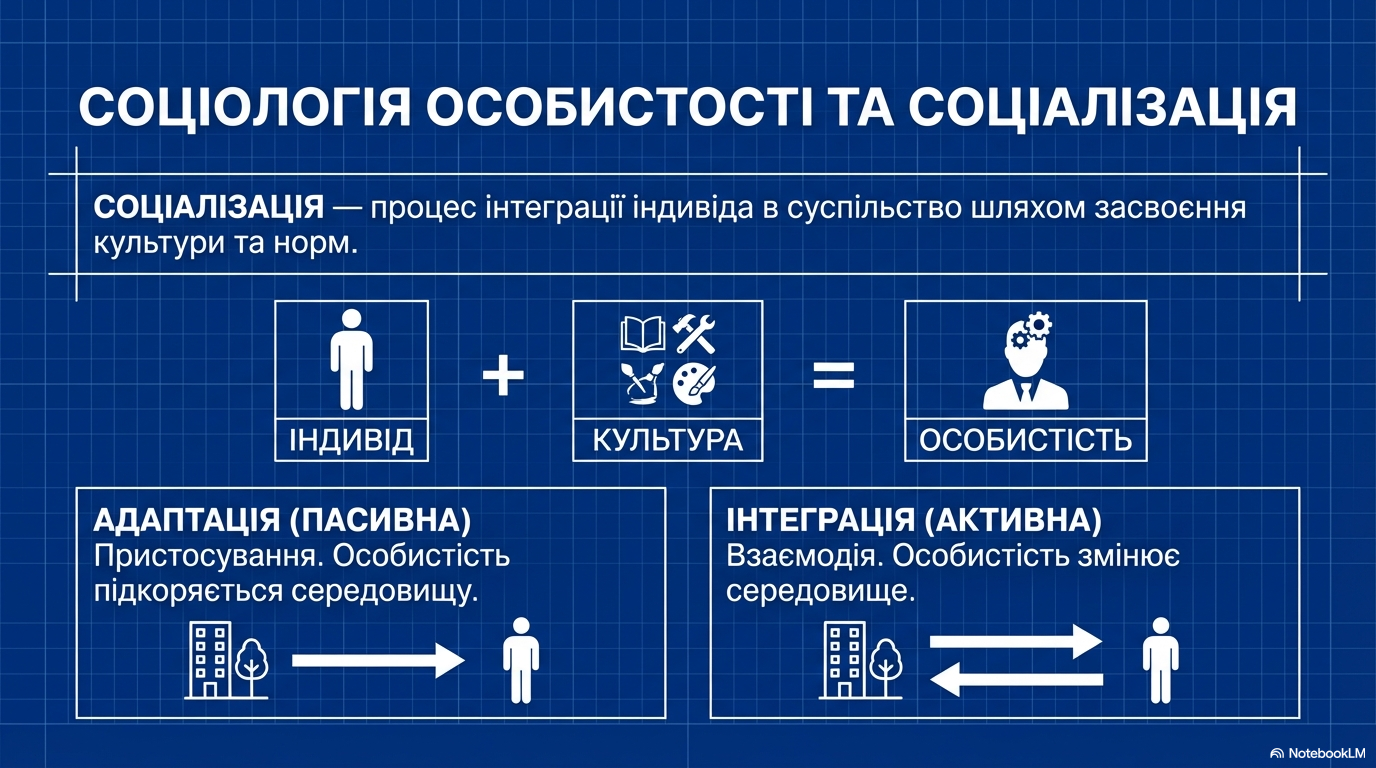 СОЦІОЛОГІЯ ОСОБИСТОСТІ ТА СОЦІАЛІЗАЦІЯ
СОЦІАЛІЗАЦІЯ — процес інтеграції індивіда в суспільство шляхом засвоєння
культури та норм.
+
=
ІНДИВІД
КУЛЬТУРА
ОСОБИСТІСТЬ
АДАПТАЦІЯ (ПАСИВНА)
Пристосування. Особистість
підкоряється середовищу.
ІНТЕГРАЦІЯ (АКТИВНА)
Взаємодія. Особистість змінює
середовище.
NotebookLM